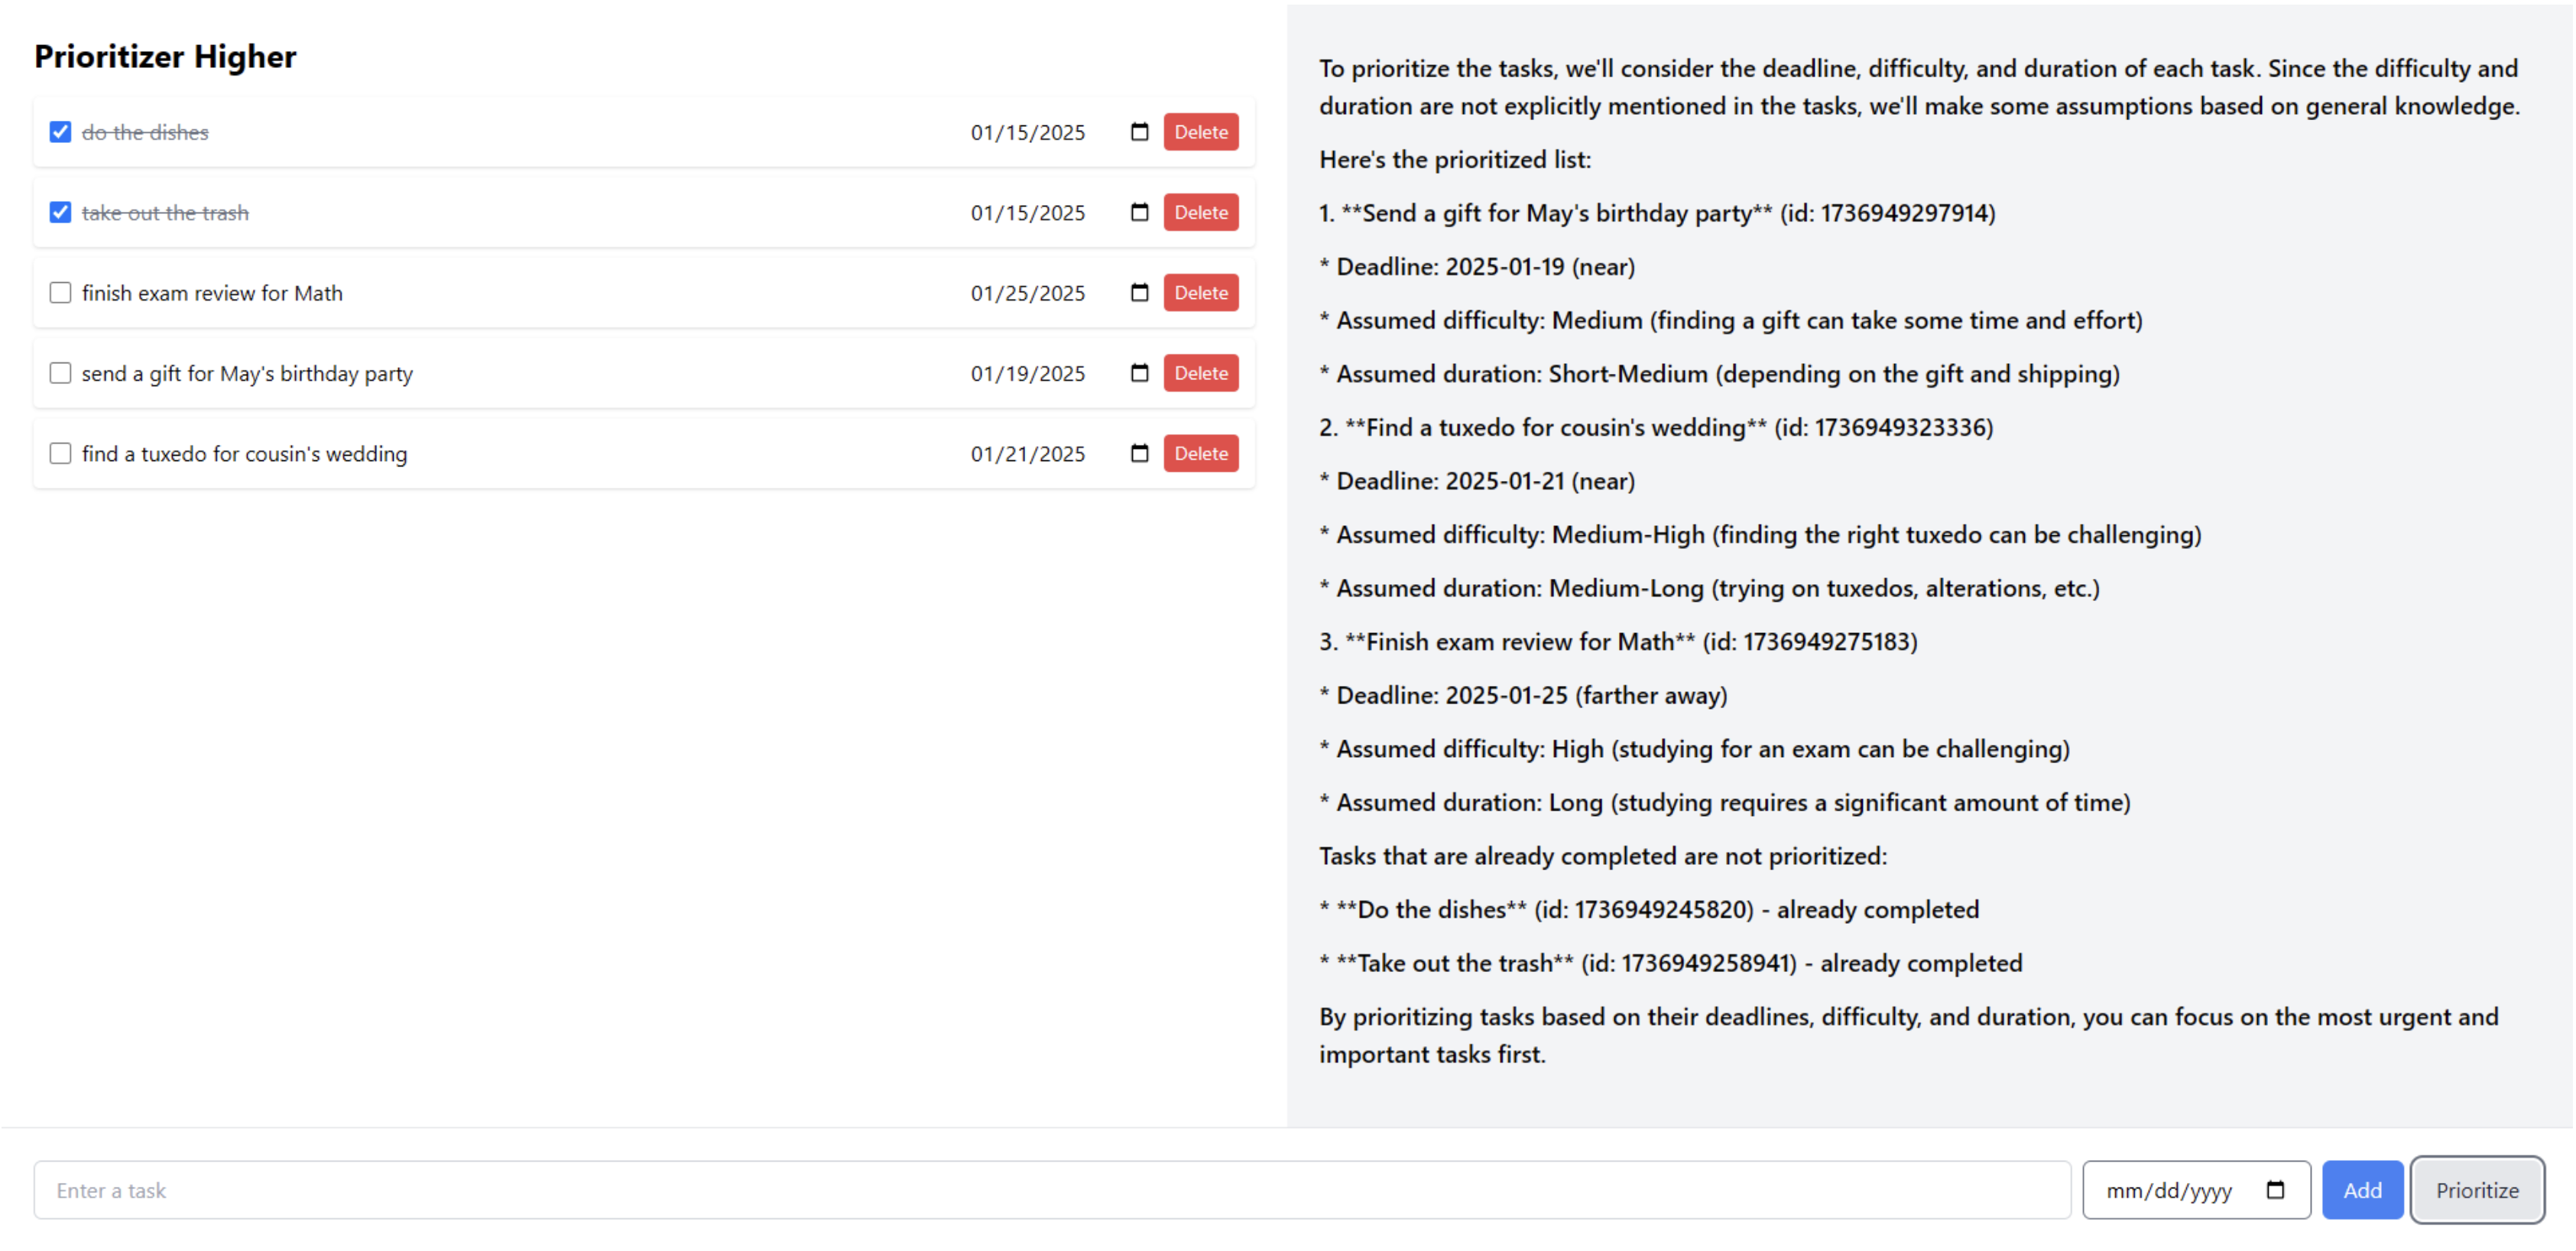 Prioritizer Higher
do the dishes 01/15/2025 Delete
take out the trash 01/15/2025 Delete
finish exam review for Math 01/25/2025 Delete
send a gift for May's birthday party 01/19/2025 Delete
find a tuxedo for cousin's wedding 01/21/2025 Delete
To prioritize the tasks, we'll consider the deadline, difficulty, and duration of each task. Since the difficulty and
duration are not explicitly mentioned in the tasks, we'll make some assumptions based on general knowledge.
Here's the prioritized list:
1. **Send a gift for May's birthday party** (id: 1736949297914)
* Deadline: 2025-01-19 (near)
* Assumed difficulty: Medium (finding a gift can take some time and effort)
* Assumed duration: Short-Medium (depending on the gift and shipping)
2. **Find a tuxedo for cousin's wedding** (id: 1736949323336)
* Deadline: 2025-01-21 (near)
* Assumed difficulty: Medium-High (finding the right tuxedo can be challenging)
* Assumed duration: Medium-Long (trying on tuxedos, alterations, etc.)
3. **Finish exam review for Math** (id: 1736949275183)
* Deadline: 2025-01-25 (farther away)
* Assumed difficulty: High (studying for an exam can be challenging)
* Assumed duration: Long (studying requires a significant amount of time)
Tasks that are already completed are not prioritized:
* **Do the dishes** (id: 1736949245820) - already completed
* **Take out the trash** (id: 1736949258941) - already completed
By prioritizing tasks based on their deadlines, difficulty, and duration, you can focus on the most urgent and
important tasks first.
Enter a task mm/dd/yyyy Add Prioritize